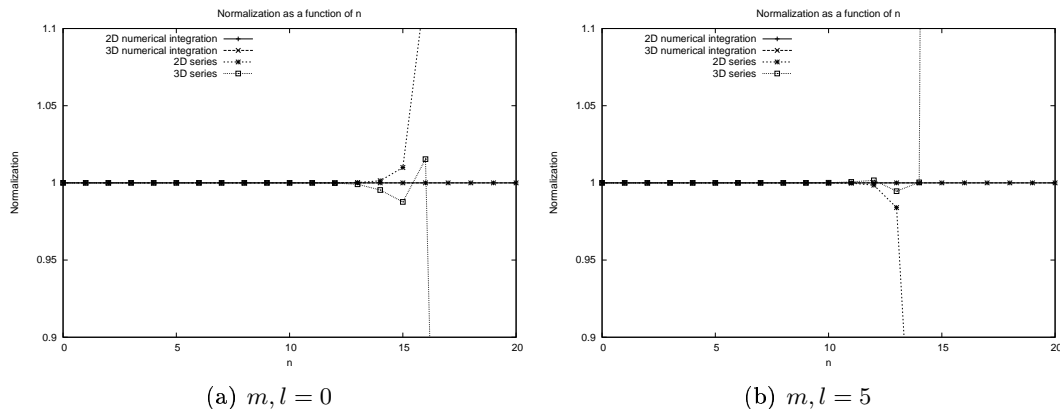 Normalization as a function of n
1.1
1.05
1
0.95
0.9
Normalization
2D numerical integration
3D numerical integration
2D series
3D series
0 5 10 15 20
n
(a) m, l = 0
Normalization as a function of n
1.1
1.05
1
0.95
0.9
Normalization
2D numerical integration
3D numerical integration
2D series
3D series
0 5 10 15 20
n
(b) m, l = 5